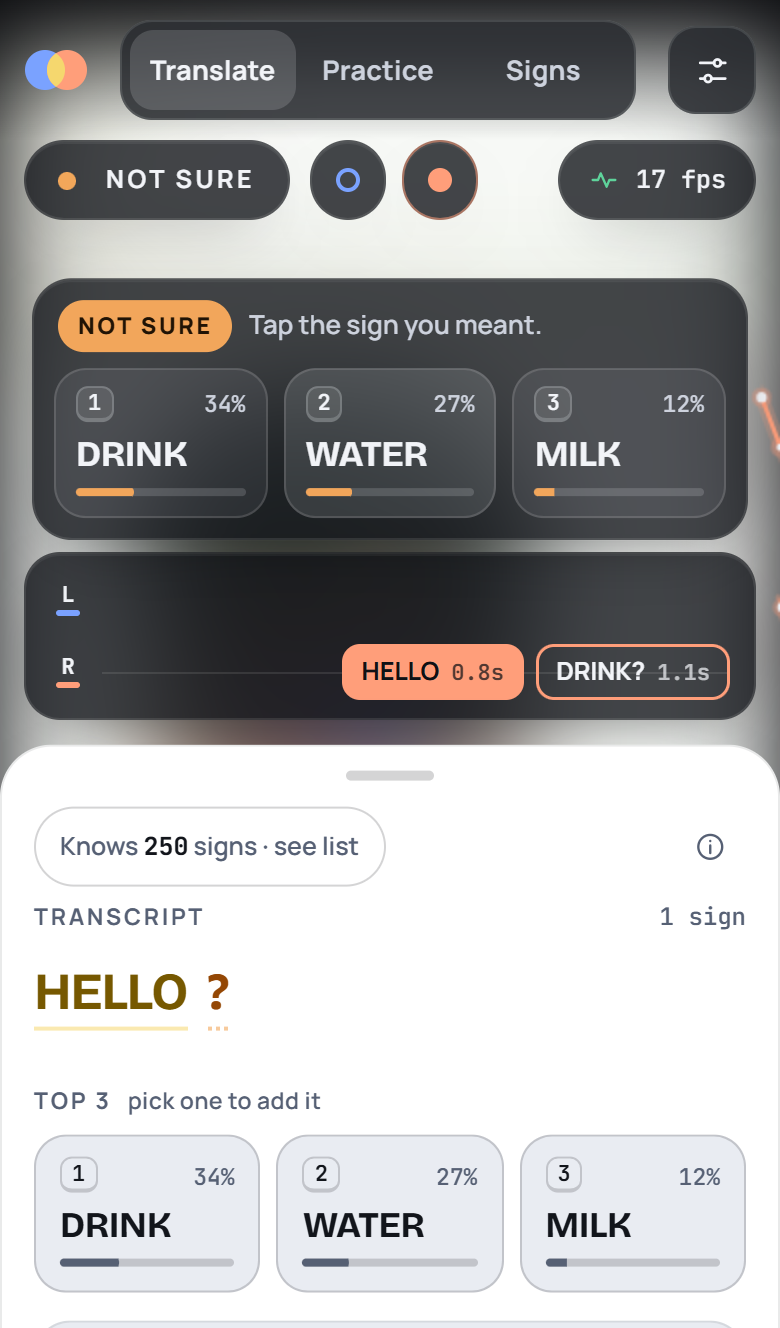 Translate Practice Signs
NOT SURE 17 fps
NOT SURE Tap the sign you meant.
1 34% 2 27% 3 12%
DRINK WATER MILK
L
R HELLO 0.8s DRINK? 1.1s
Knows 250 signs · see list
TRANSCRIPT 1 sign
HELLO ?
TOP 3 pick one to add it
1 34% 2 27% 3 12%
DRINK WATER MILK